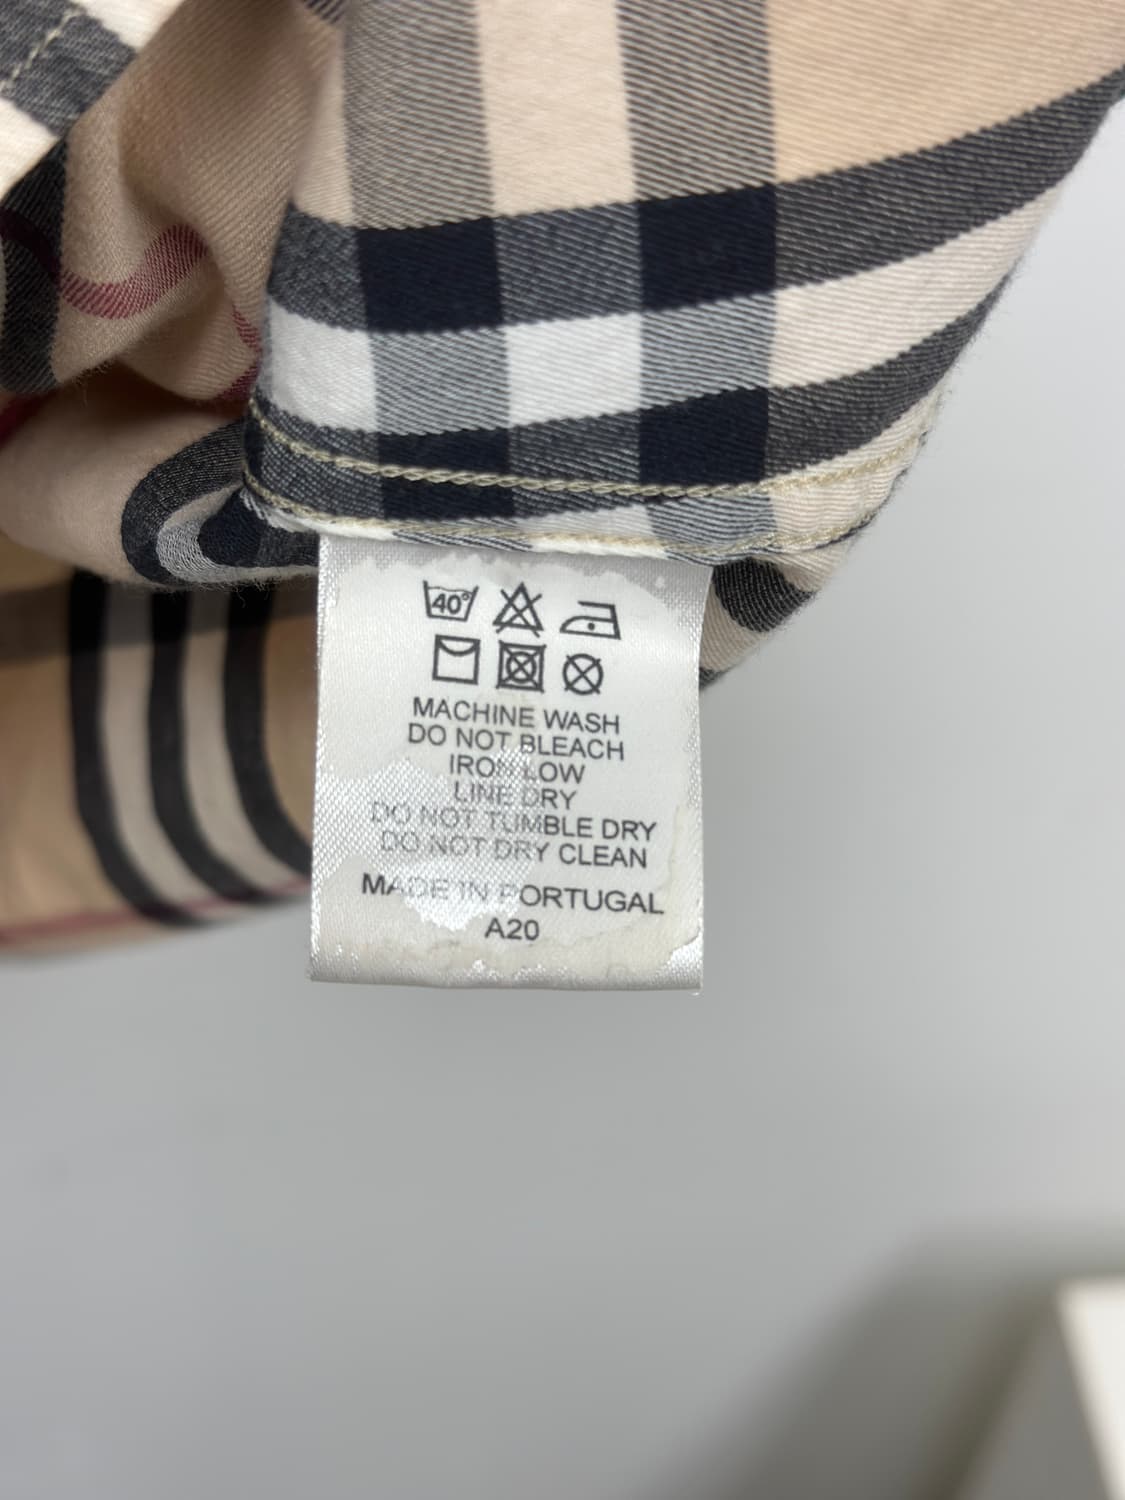 40°
MACHINE WASH
DO NOT BLEACH
IRON LOW
LINE DRY
DO NOT TUMBLE DRY
DO NOT DRY CLEAN
MADE IN PORTUGAL
A20